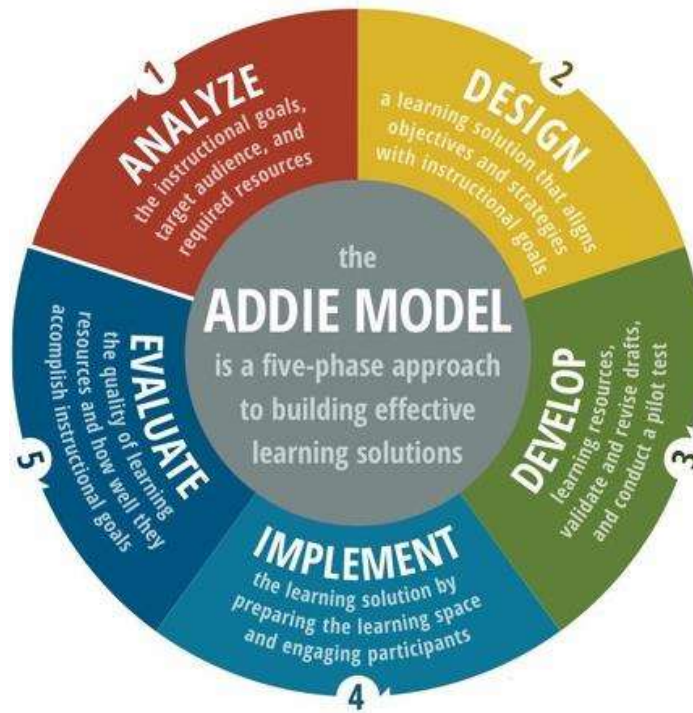 the
ADDIE MODEL
is a five-phase approach
to building effective
learning solutions
1
ANALYZE
the instructional goals,
target audience, and
required resources
2
DESIGN
a learning solution that aligns
objectives and strategies
with instructional goals
3
DEVELOP
learning resources,
validate and revise drafts,
and conduct a pilot test
4
IMPLEMENT
the learning solution by
preparing the learning space
and engaging participants
5
EVALUATE
the quality of learning
resources and how well they
accomplish instructional goals